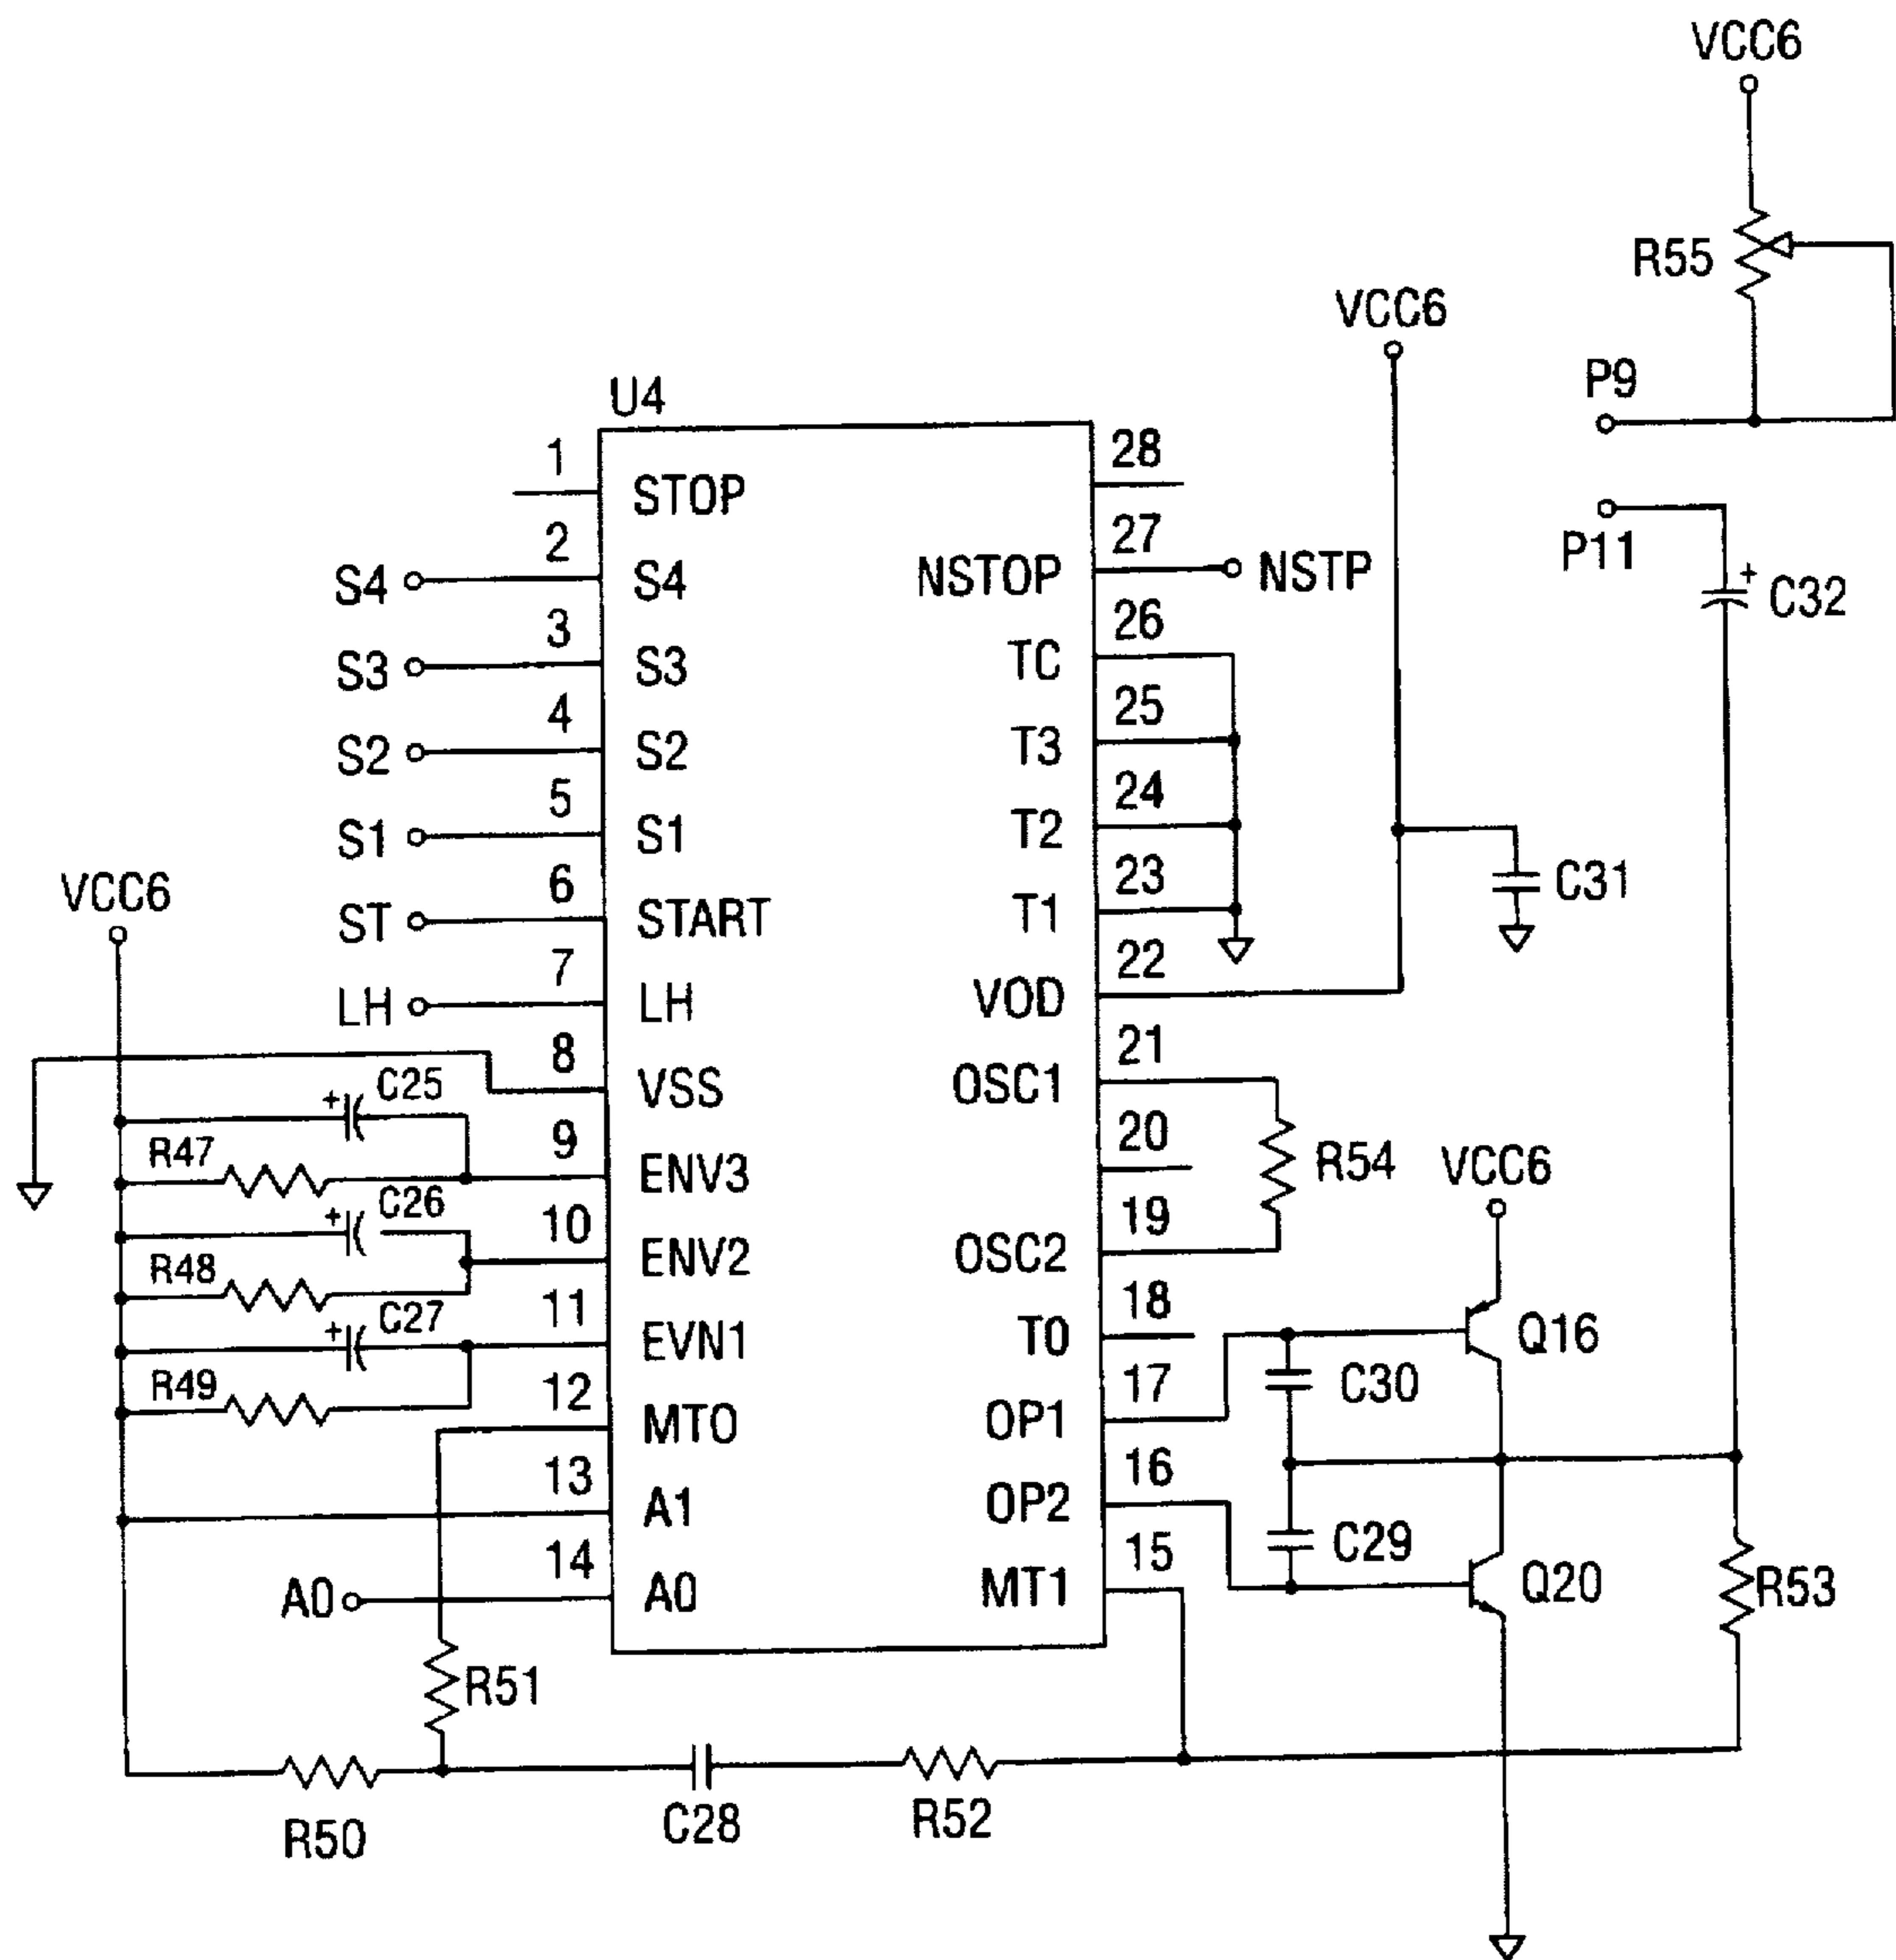 VCC6
R55
VCC6
P9
U4
1
STOP
28
P11
2
27
S4
S4
NSTOP
NSTP
+
C32
3
26
S3
S3
TC
4
25
S2
S2
T3
5
24
S1
S1
T2
C31
VCC6
6
23
ST
START
T1
7
22
LH
LH
VOD
8
21
+
C25
VSS
OSC1
9
20
R47
ENV3
R54
VCC6
+
C26
10
19
R48
ENV2
OSC2
+
C27
11
18
EVN1
T0
Q16
R49
12
17
C30
MTO
OP1
13
16
A1
OP2
C29
14
15
A0
A0
MT1
Q20
R53
R51
R50
C28
R52